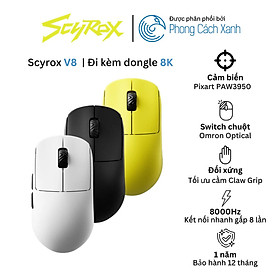 SCYROX
Được phân phối bởi
Phong Cách Xanh
Scyrox V8 | Đi kèm dongle 8K
Cảm biến
Pixart PAW3950
Switch chuột
Omron Optical
Đối xứng
Tối ưu cầm Claw Grip
8000Hz
Kết nối nhanh gấp 8 lần
1 năm
Bảo hành 12 tháng